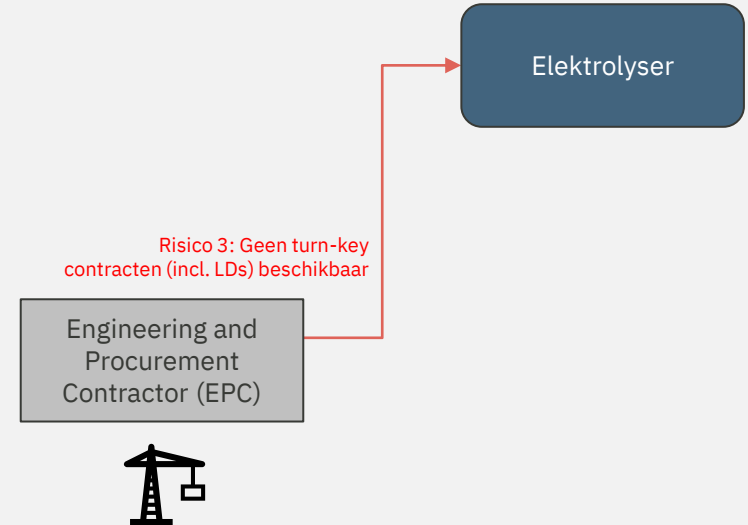 Elektrolyser
Risico 3: Geen turn-key
contracten (incl. LDs) beschikbaar
Engineering and
Procurement
Contractor (EPC)